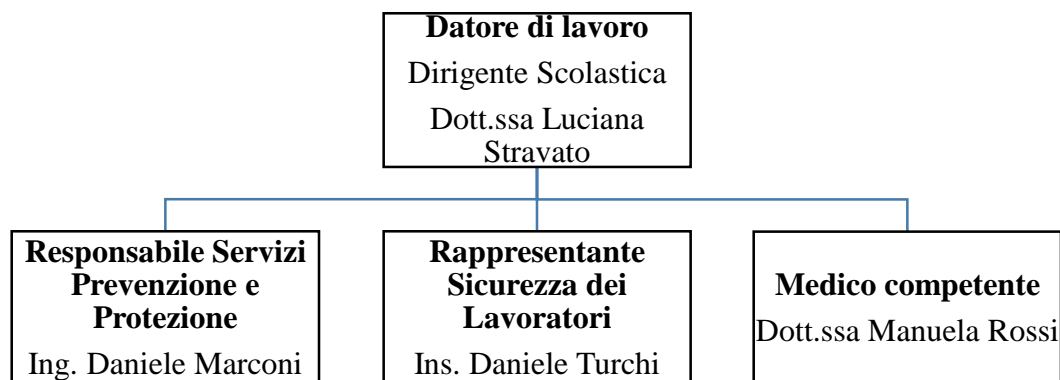 Datore di lavoro
Dirigente Scolastica
Dott.ssa Luciana
Stravato
Responsabile Servizi
Prevenzione e
Protezione
Ing. Daniele Marconi
Rappresentante
Sicurezza dei
Lavoratori
Ins. Daniele Turchi
Medico competente
Dott.ssa Manuela Rossi